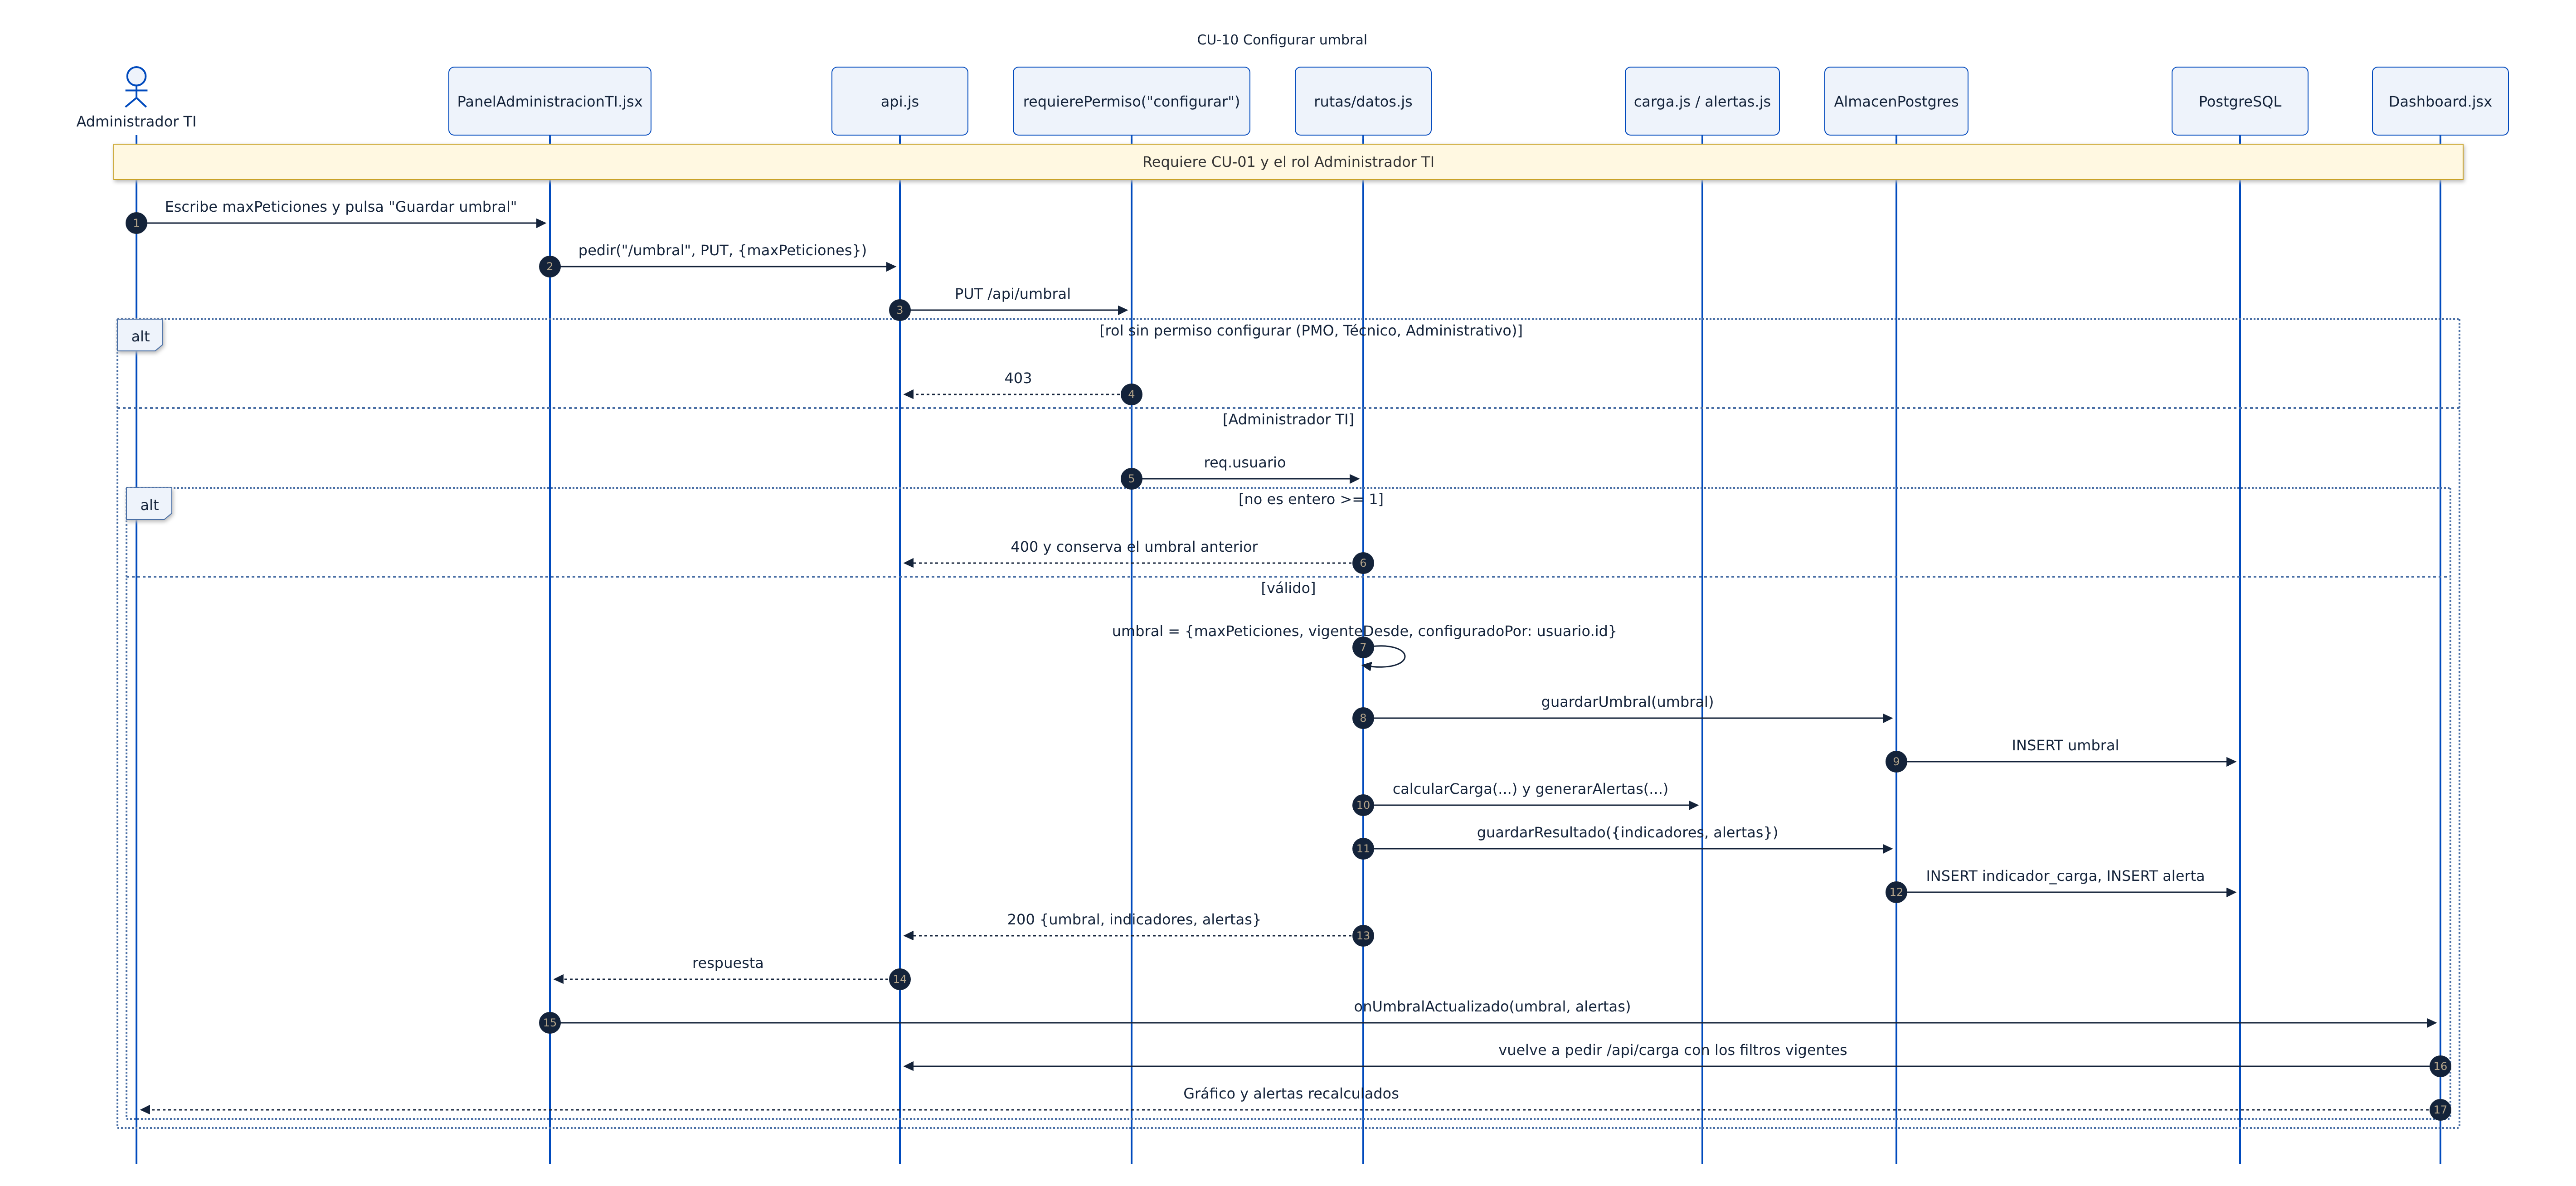 CU-10 Configurar umbral
Administrador TI
PanelAdministracionTI.jsx
api.js
requierePermiso("configurar")
rutas/datos.js
carga.js / alertas.js
AlmacenPostgres
PostgreSQL
Dashboard.jsx
Requiere CU-01 y el rol Administrador TI
1 Escribe maxPeticiones y pulsa "Guardar umbral"
2 pedir("/umbral", PUT, {maxPeticiones})
3 PUT /api/umbral
alt
[rol sin permiso configurar (PMO, Técnico, Administrativo)]
403 4
[Administrador TI]
5 req.usuario
alt
[no es entero >= 1]
400 y conserva el umbral anterior 6
[válido]
umbral = {maxPeticiones, vigenteDesde, configuradoPor: usuario.id}
7
8 guardarUmbral(umbral)
9 INSERT umbral
10 calcularCarga(...) y generarAlertas(...)
11 guardarResultado({indicadores, alertas})
12 INSERT indicador_carga, INSERT alerta
200 {umbral, indicadores, alertas} 13
respuesta 14
15 onUmbralActualizado(umbral, alertas)
vuelve a pedir /api/carga con los filtros vigentes 16
Gráfico y alertas recalculados 17